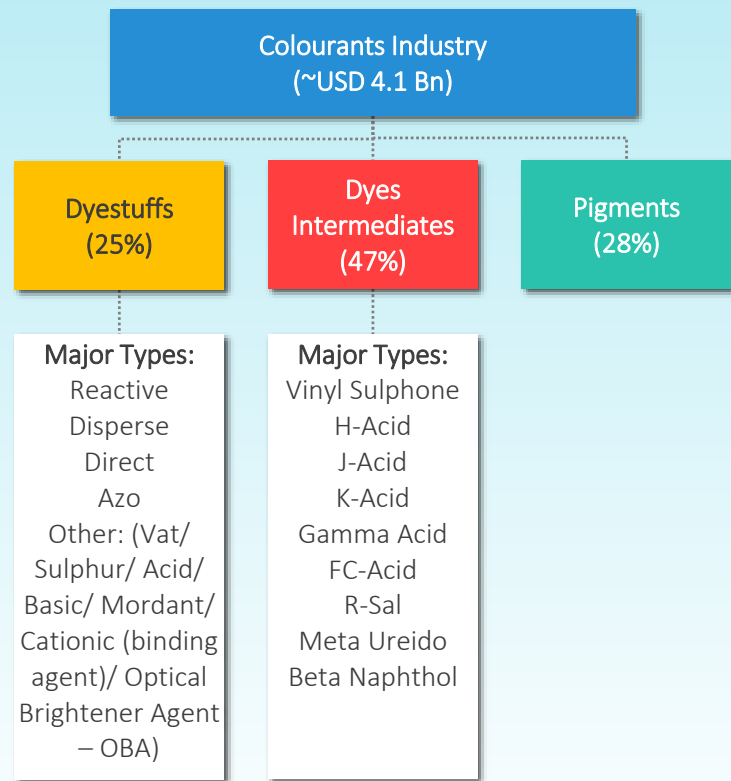 Colourants Industry
(~USD 4.1 Bn)
Dyestuffs
(25%)
Dyes
Intermediates
(47%)
Pigments
(28%)
Major Types:
Reactive
Disperse
Direct
Azo
Other: (Vat/
Sulphur/ Acid/
Basic/ Mordant/
Cationic (binding
agent)/ Optical
Brightener Agent
– OBA)
Major Types:
Vinyl Sulphone
H-Acid
J-Acid
K-Acid
Gamma Acid
FC-Acid
R-Sal
Meta Ureido
Beta Naphthol